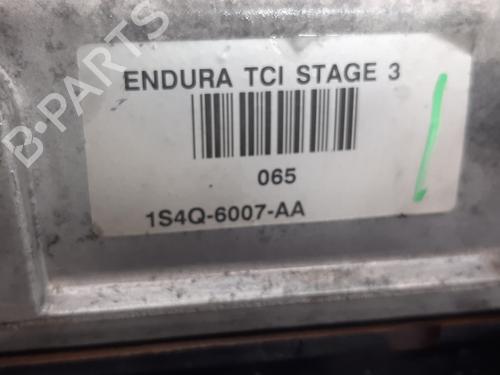 B-PARTS
ENDURA TCI STAGE 3
065
1S4Q-6007-AA